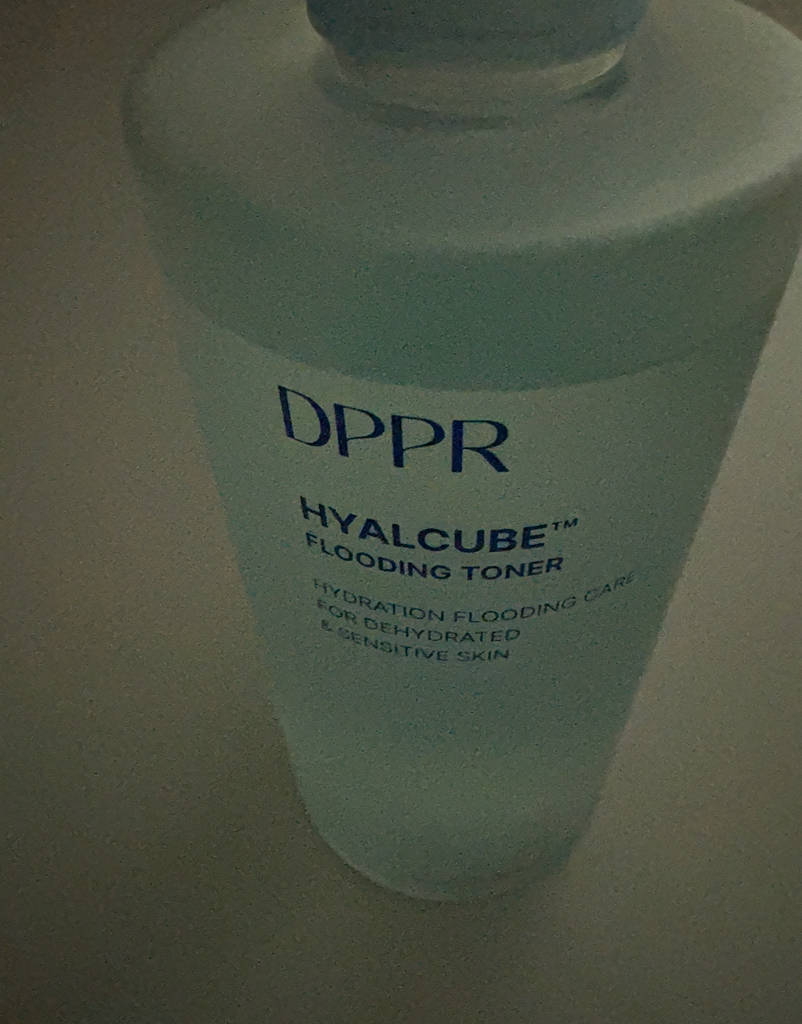 DPPR
HYALCUBE™
FLOODING TONER
HYDRATION FLOODING CARE
FOR DEHYDRATED
& SENSITIVE SKIN